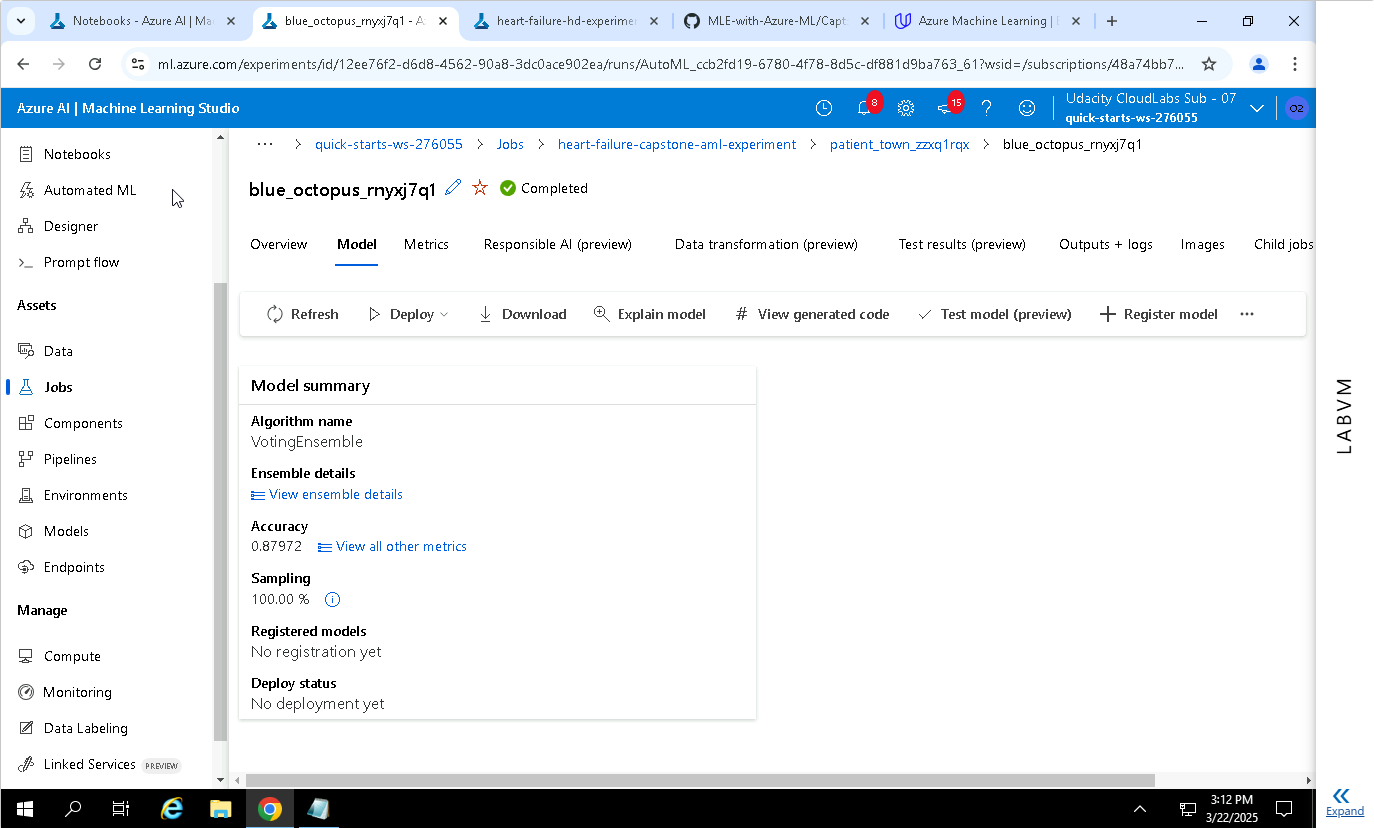 Notebooks - Azure AI | Ma
blue_octopus_rnyxj7q1 - A
heart-failure-hd-experime
MLE-with-Azure-ML/Capt
Azure Machine Learning |
ml.azure.com/experiments/id/12ee76f2-d6d8-4562-90a8-3dc0ace902ea/runs/AutoML_ccb2fd19-6780-4f78-8d5c-df881d9ba763_61?wsid=/subscriptions/48a74bb7...
Azure AI | Machine Learning Studio
8
15
Udacity CloudLabs Sub - 07
quick-starts-ws-276055
O2
Notebooks
Automated ML
Designer
Prompt flow
Assets
Data
Jobs
Components
Pipelines
Environments
Models
Endpoints
Manage
Compute
Monitoring
Data Labeling
Linked Services PREVIEW
... > quick-starts-ws-276055 > Jobs > heart-failure-capstone-aml-experiment > patient_town_zzxq1rqx > blue_octopus_rnyxj7q1
blue_octopus_rnyxj7q1 Completed
Overview Model Metrics Responsible AI (preview) Data transformation (preview) Test results (preview) Outputs + logs Images Child jobs
Refresh Deploy Download Explain model # View generated code Test model (preview) Register model ...
Model summary
Algorithm name
VotingEnsemble
Ensemble details
View ensemble details
Accuracy
0.87972 View all other metrics
Sampling
100.00 %
Registered models
No registration yet
Deploy status
No deployment yet
LABVM
Expand
3:12 PM
3/22/2025